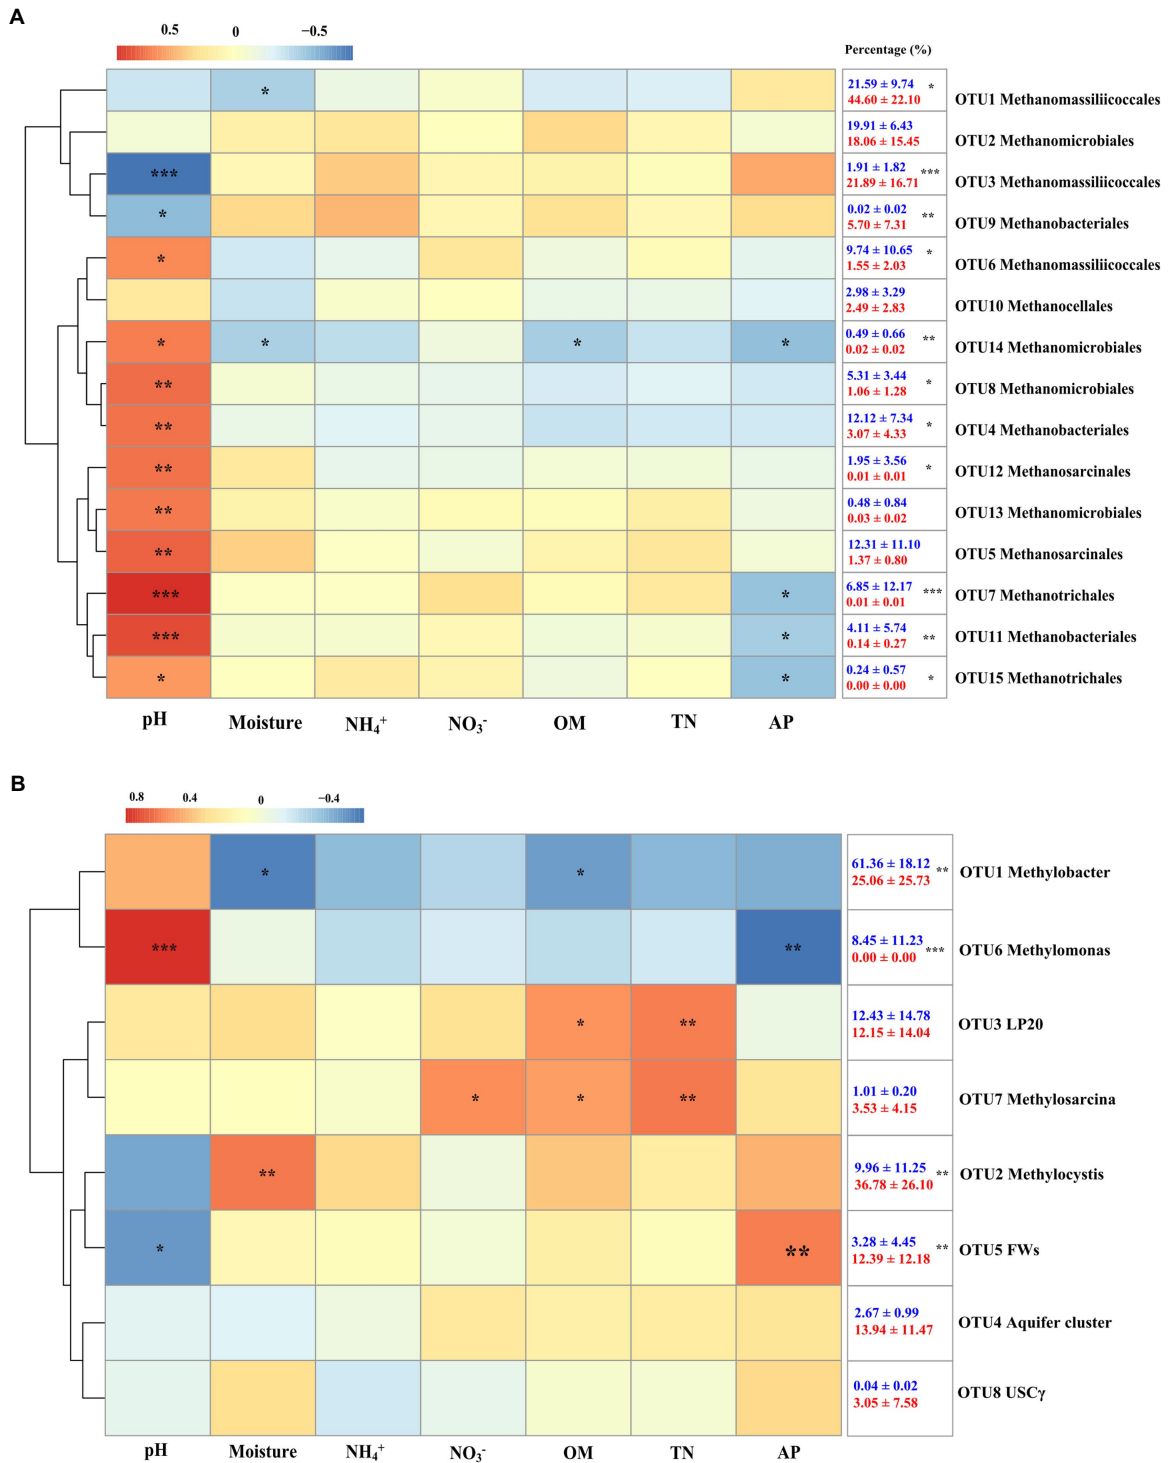 A
0.5 0 −0.5
Percentage (%)
* 21.59 ± 9.74 *
44.60 ± 22.10
OTU1 Methanomassiliicoccales
19.91 ± 6.43
18.06 ± 15.45
OTU2 Methanomicrobiales
*** 1.91 ± 1.82 ***
21.89 ± 16.71
OTU3 Methanomassiliicoccales
* 0.02 ± 0.02 **
5.70 ± 7.31
OTU9 Methanobacteriales
* 9.74 ± 10.65 *
1.55 ± 2.03
OTU6 Methanomassiliicoccales
2.98 ± 3.29
2.49 ± 2.83
OTU10 Methanocellales
* * * * 0.49 ± 0.66 **
0.02 ± 0.02
OTU14 Methanomicrobiales
** 5.31 ± 3.44 *
1.06 ± 1.28
OTU8 Methanomicrobiales
** 12.12 ± 7.34 *
3.07 ± 4.33
OTU4 Methanobacteriales
** 1.95 ± 3.56 *
0.01 ± 0.01
OTU12 Methanosarcinales
** 0.48 ± 0.84
0.03 ± 0.02
OTU13 Methanomicrobiales
** 12.31 ± 11.10
1.37 ± 0.80
OTU5 Methanosarcinales
*** * 6.85 ± 12.17 ***
0.01 ± 0.01
OTU7 Methanotrichales
*** * 4.11 ± 5.74 **
0.14 ± 0.27
OTU11 Methanobacteriales
* * 0.24 ± 0.57 *
0.00 ± 0.00
OTU15 Methanotrichales
pH Moisture NH₄⁺ NO₃⁻ OM TN AP
B
0.8 0.4 0 −0.4
* * 61.36 ± 18.12 **
25.06 ± 25.73
OTU1 Methylobacter
*** ** 8.45 ± 11.23 ***
0.00 ± 0.00
OTU6 Methylomonas
* ** 12.43 ± 14.78
12.15 ± 14.04
OTU3 LP20
* * ** 1.01 ± 0.20
3.53 ± 4.15
OTU7 Methylosarcina
** 9.96 ± 11.25 **
36.78 ± 26.10
OTU2 Methylocystis
* ** 3.28 ± 4.45 **
12.39 ± 12.18
OTU5 FWs
2.67 ± 0.99
13.94 ± 11.47
OTU4 Aquifer cluster
0.04 ± 0.02
3.05 ± 7.58
OTU8 USCγ
pH Moisture NH₄⁺ NO₃⁻ OM TN AP